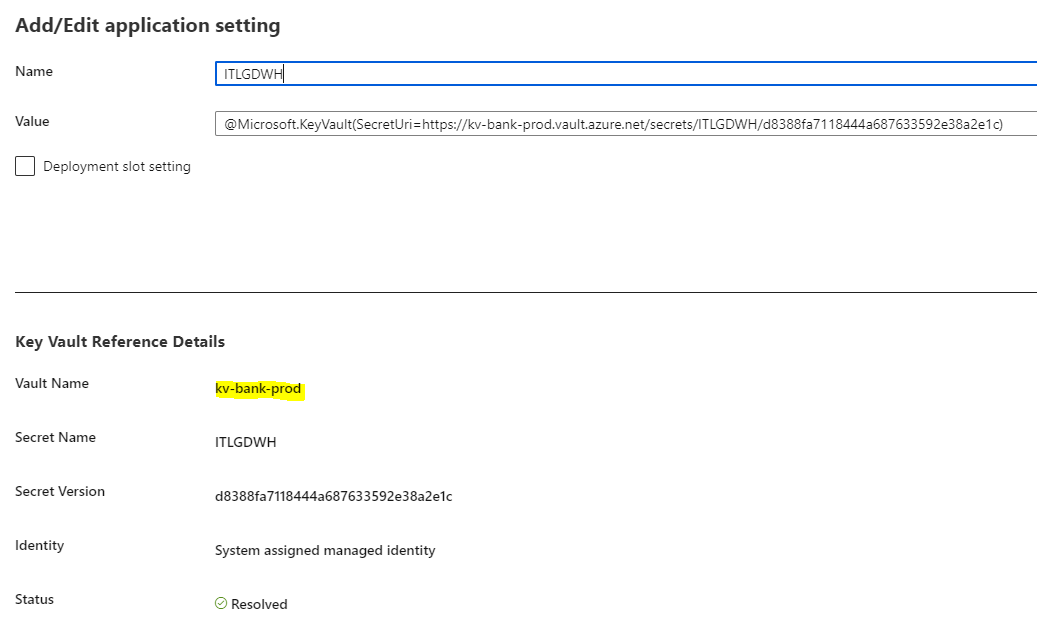 Add/Edit application setting
Name
ITLGDWH
Value
@Microsoft.KeyVault(SecretUri=https://kv-bank-prod.vault.azure.net/secrets/ITLGDWH/d8388fa7118444a687633592e38a2e1c)
Deployment slot setting
Key Vault Reference Details
Vault Name
kv-bank-prod
Secret Name
ITLGDWH
Secret Version
d8388fa7118444a687633592e38a2e1c
Identity
System assigned managed identity
Status
Resolved